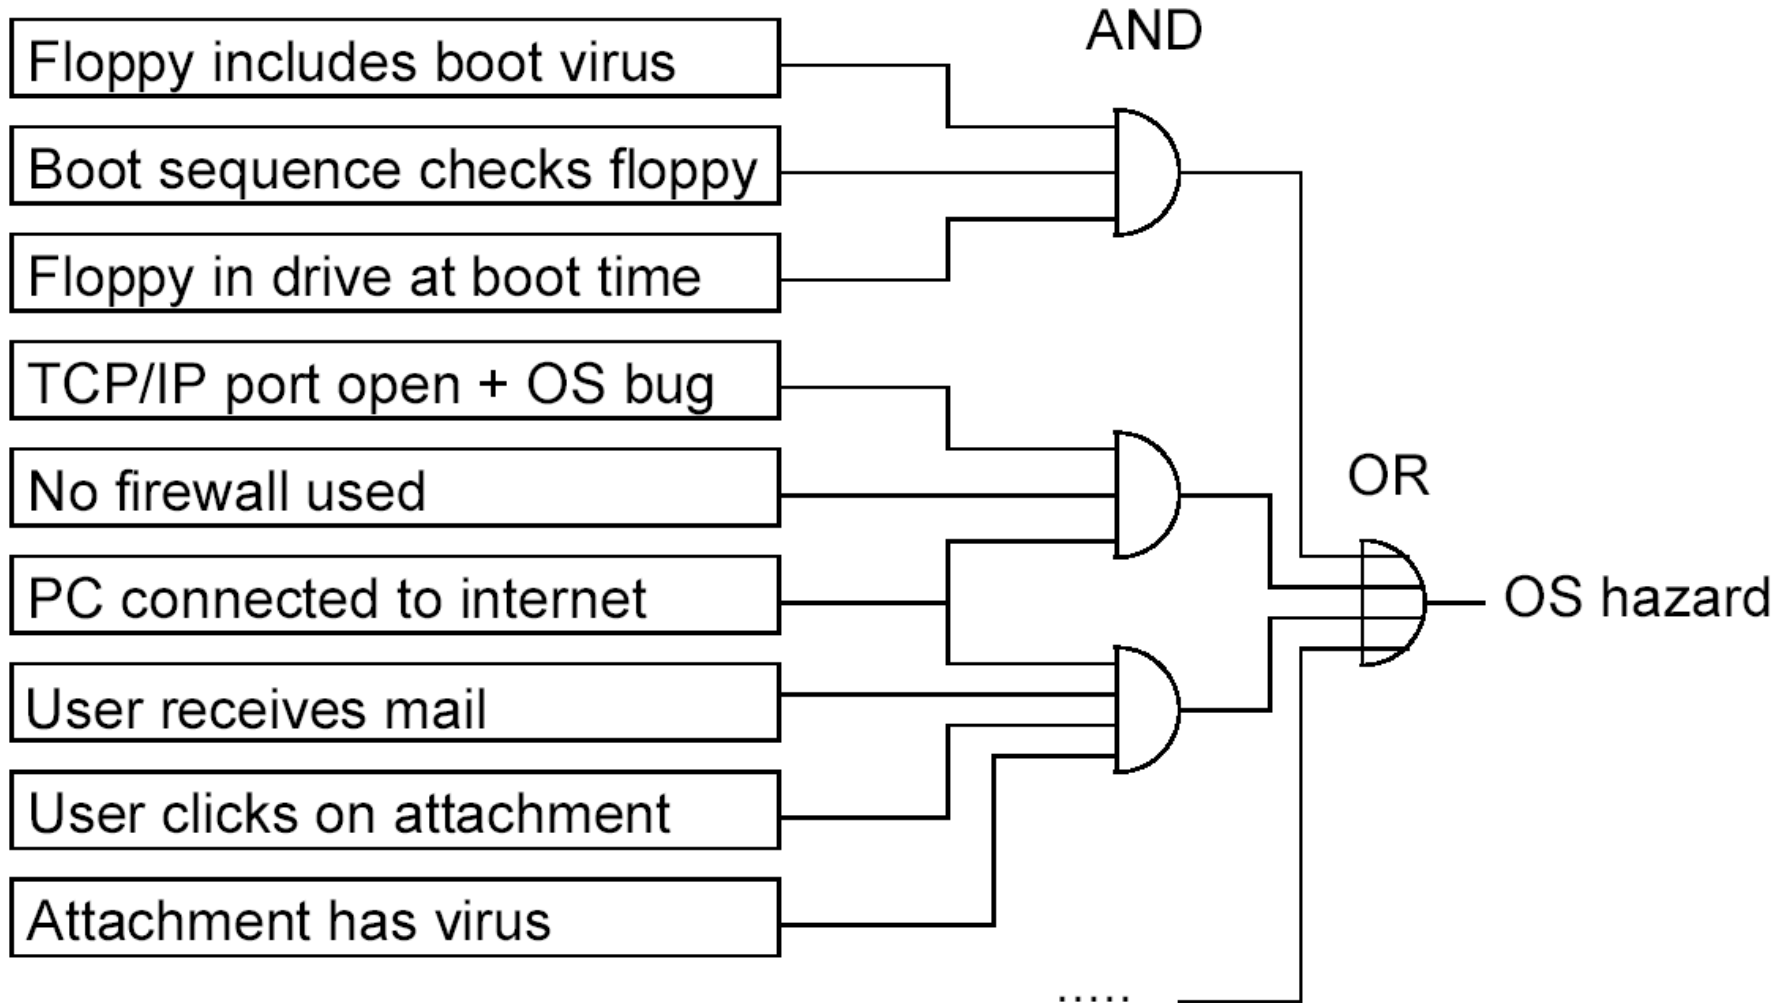 AND
Floppy includes boot virus
Boot sequence checks floppy
Floppy in drive at boot time
TCP/IP port open + OS bug
No firewall used
OR
PC connected to internet
OS hazard
User receives mail
User clicks on attachment
Attachment has virus
.....